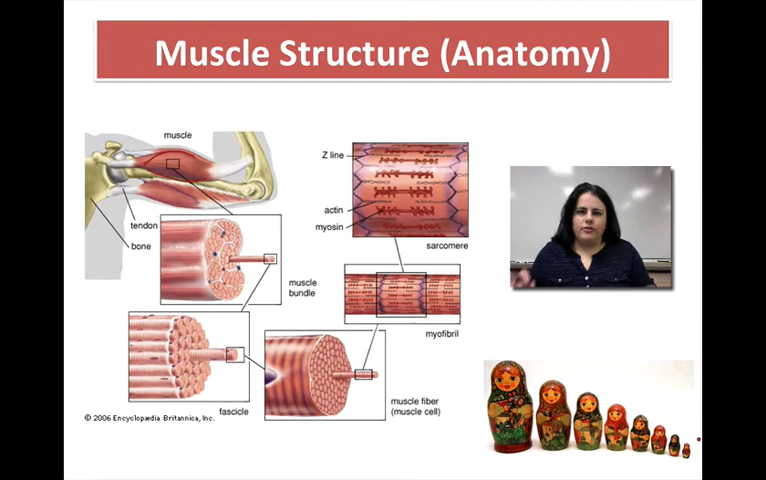 Muscle Structure (Anatomy)
muscle
Z line
actin
myosin
sarcomere
tendon
bone
muscle
bundle
myofibril
fascicle
muscle fiber
(muscle cell)
© 2006 Encyclopædia Britannica, Inc.